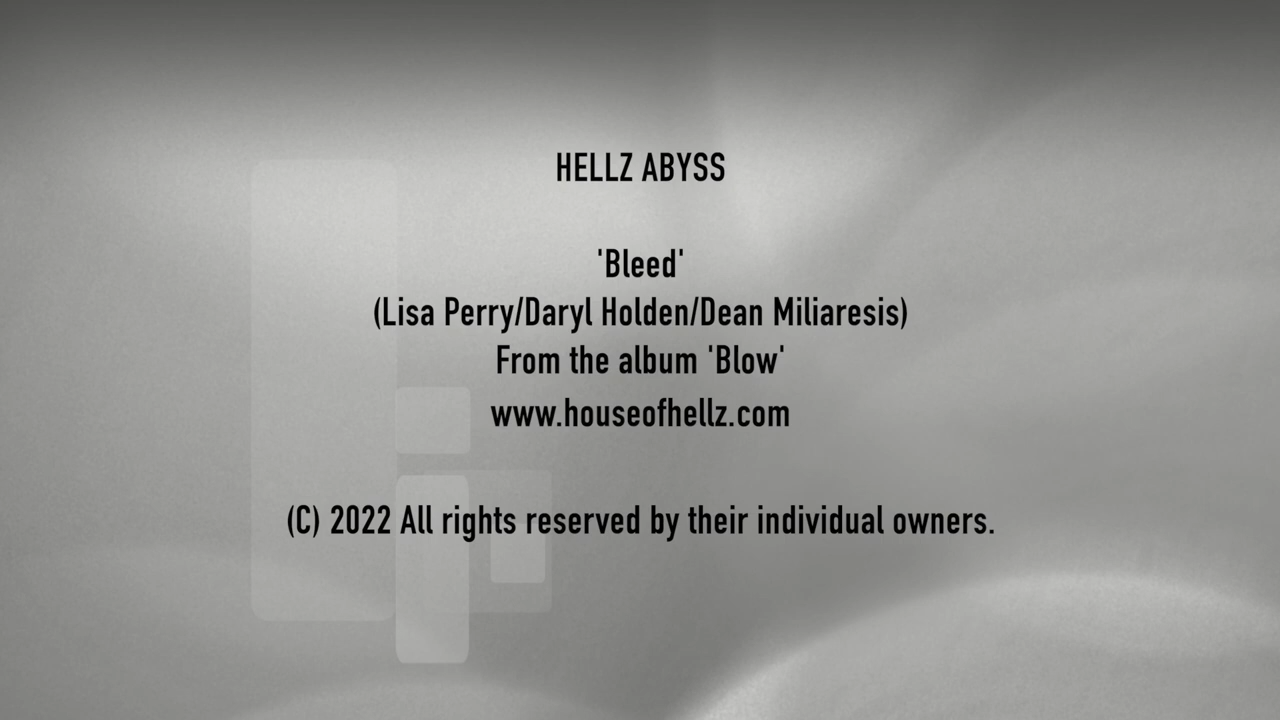 HELLZ ABYSS
'Bleed'
(Lisa Perry/Daryl Holden/Dean Miliaresis)
From the album 'Blow'
www.houseofhellz.com
(C) 2022 All rights reserved by their individual owners.